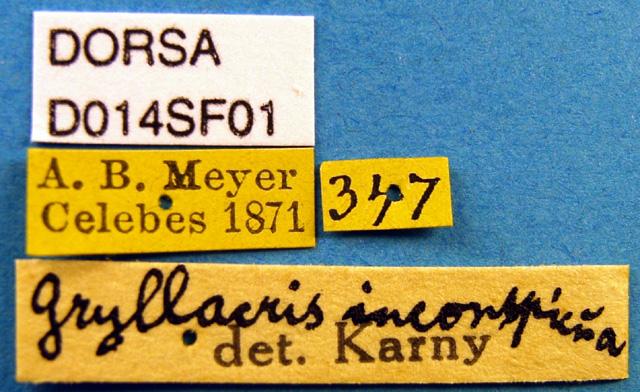 DORSA
D014SF01
A. B. Meyer
Celebes 1871
347
Gryllacris inconspicua
det. Karny